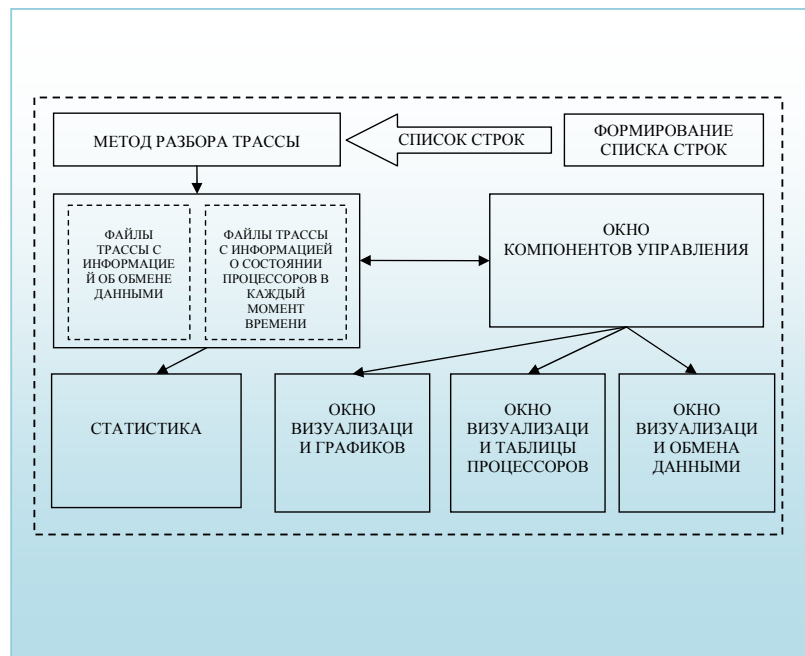 МЕТОД РАЗБОРА ТРАССЫ
СПИСОК СТРОК
ФОРМИРОВАНИЕ
СПИСКА СТРОК
ФАЙЛЫ
ТРАССЫ С
ИНФОРМАЦИЕ
Й ОБ ОБМЕНЕ
ДАННЫМИ
ФАЙЛЫ ТРАССЫ
С ИНФОРМАЦИЕЙ
О СОСТОЯНИИ
ПРОЦЕССОРОВ В
КАЖДЫЙ
МОМЕНТ
ВРЕМЕНИ
ОКНО
КОМПОНЕНТОВ УПРАВЛЕНИЯ
СТАТИСТИКА
ОКНО
ВИЗУАЛИЗАЦИ
И ГРАФИКОВ
ОКНО
ВИЗУАЛИЗАЦИ
И ТАБЛИЦЫ
ПРОЦЕССОРОВ
ОКНО
ВИЗУАЛИЗАЦИ
И ОБМЕНА
ДАННЫМИ